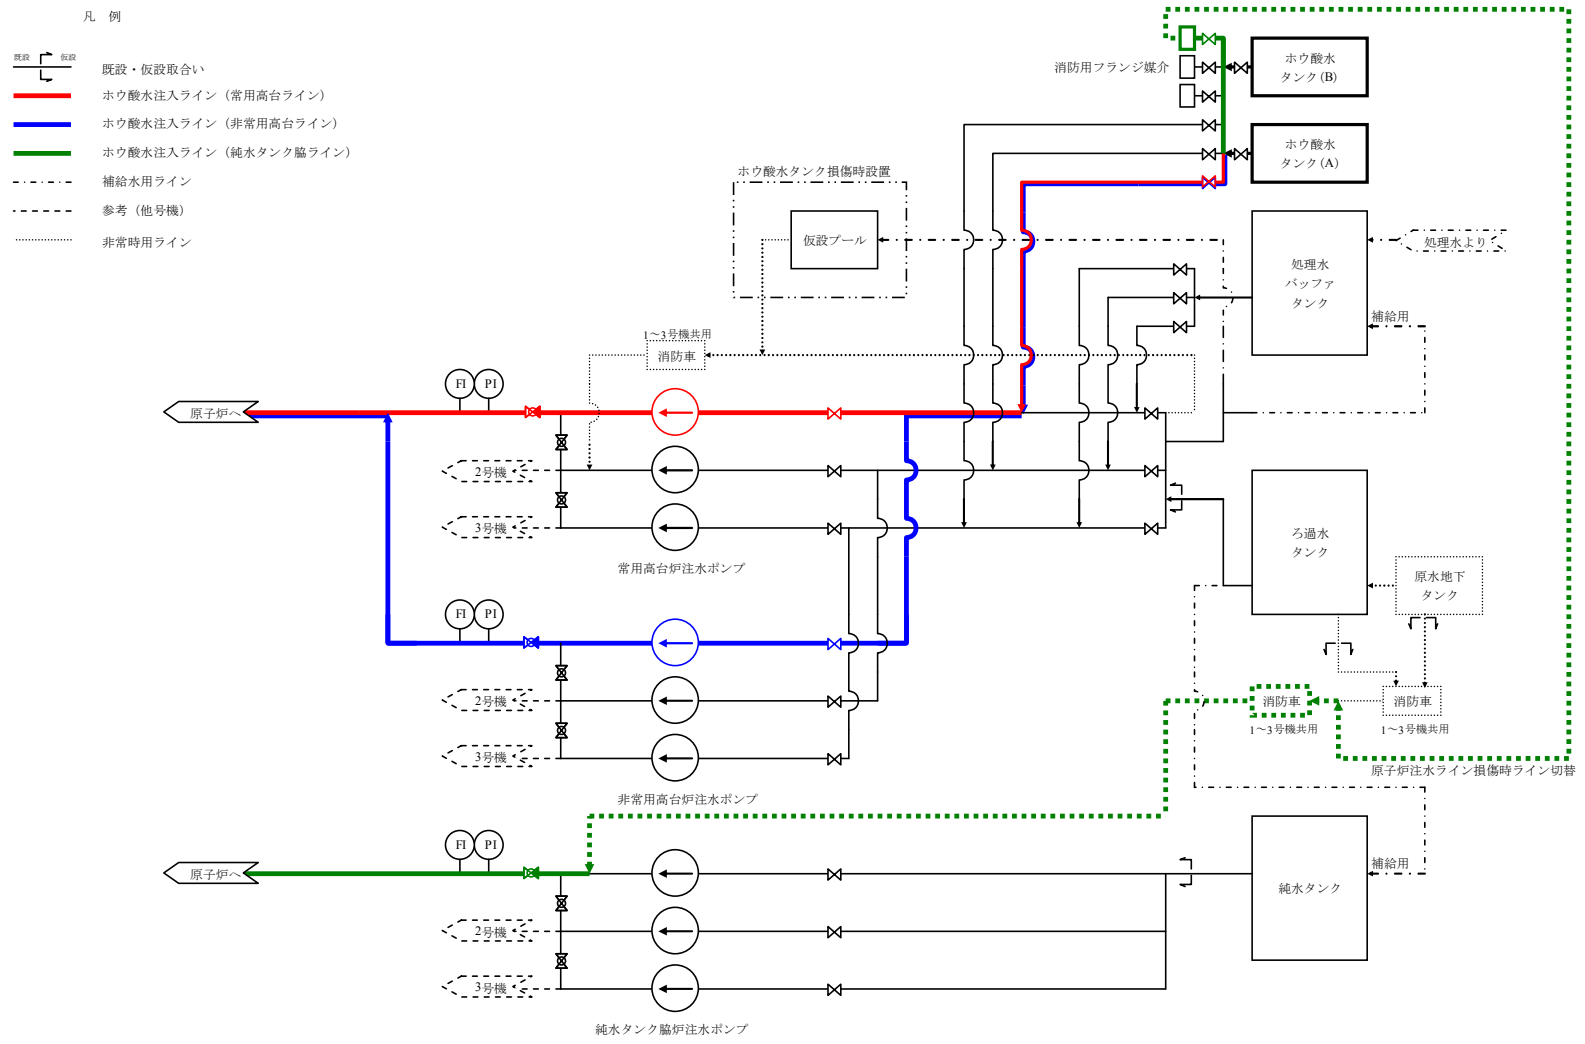 凡 例
既設 仮設
既設・仮設取合い
ホウ酸水注入ライン（常用高台ライン）
ホウ酸水注入ライン（非常用高台ライン）
ホウ酸水注入ライン（純水タンク脇ライン）
補給水用ライン
参考（他号機）
非常時用ライン
消防用フランジ媒介
ホウ酸水
タンク(B)
ホウ酸水
タンク(A)
ホウ酸水タンク損傷時設置
仮設プール
処理水
バッファ
タンク
処理水より
補給用
1～3号機共用
消防車
FI
PI
原子炉へ
2号機
3号機
常用高台炉注水ポンプ
ろ過水
タンク
原水地下
タンク
FI
PI
2号機
3号機
非常用高台炉注水ポンプ
消防車
1～3号機共用
消防車
1～3号機共用
原子炉注水ライン損傷時ライン切替
FI
PI
原子炉へ
2号機
3号機
純水タンク脇炉注水ポンプ
補給用
純水タンク